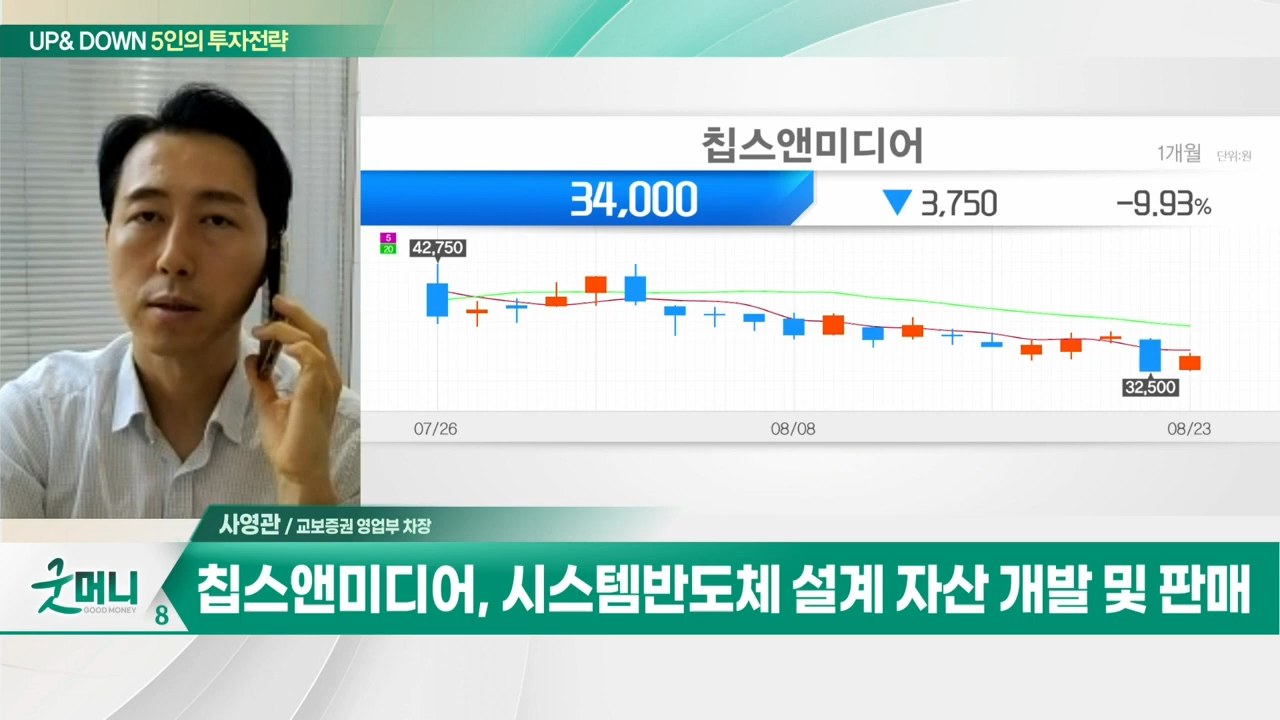 UP& DOWN 5인의 투자전략
칩스앤미디어
1개월 단위:원
34,000 ▼ 3,750 -9.93%
5
20
42,750
32,500
07/26 08/08 08/23
사영관 / 교보증권 영업부 차장
굿머니
GOOD MONEY
8
칩스앤미디어, 시스템반도체 설계 자산 개발 및 판매